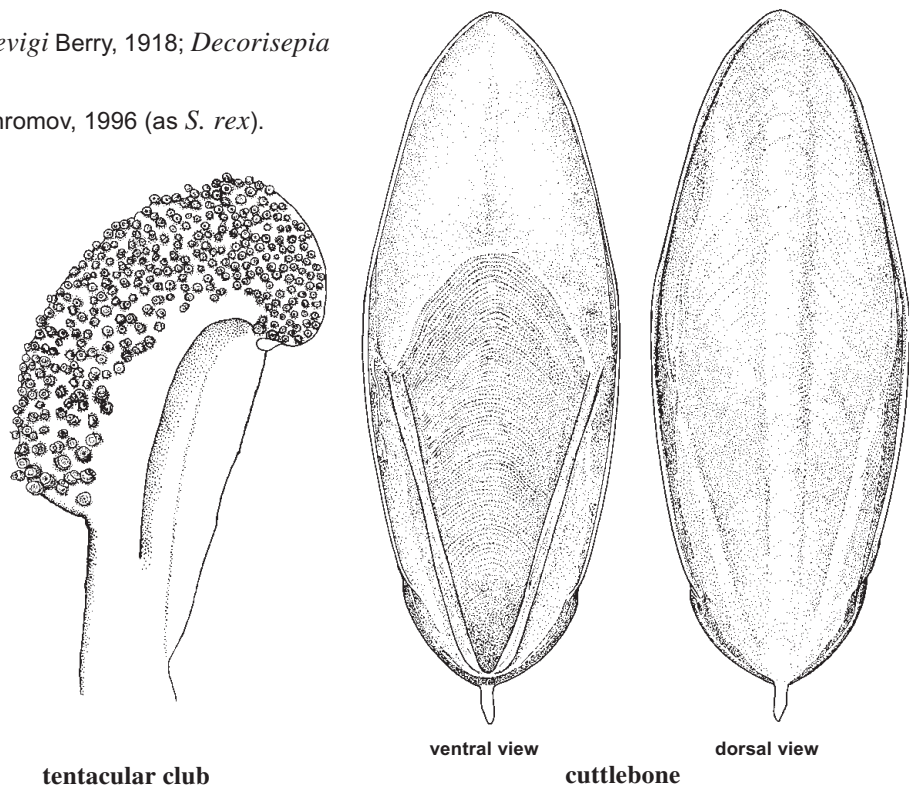 evigi Berry, 1918; Decorisepia
hromov, 1996 (as S. rex).
ventral view
dorsal view
tentacular club
cuttlebone